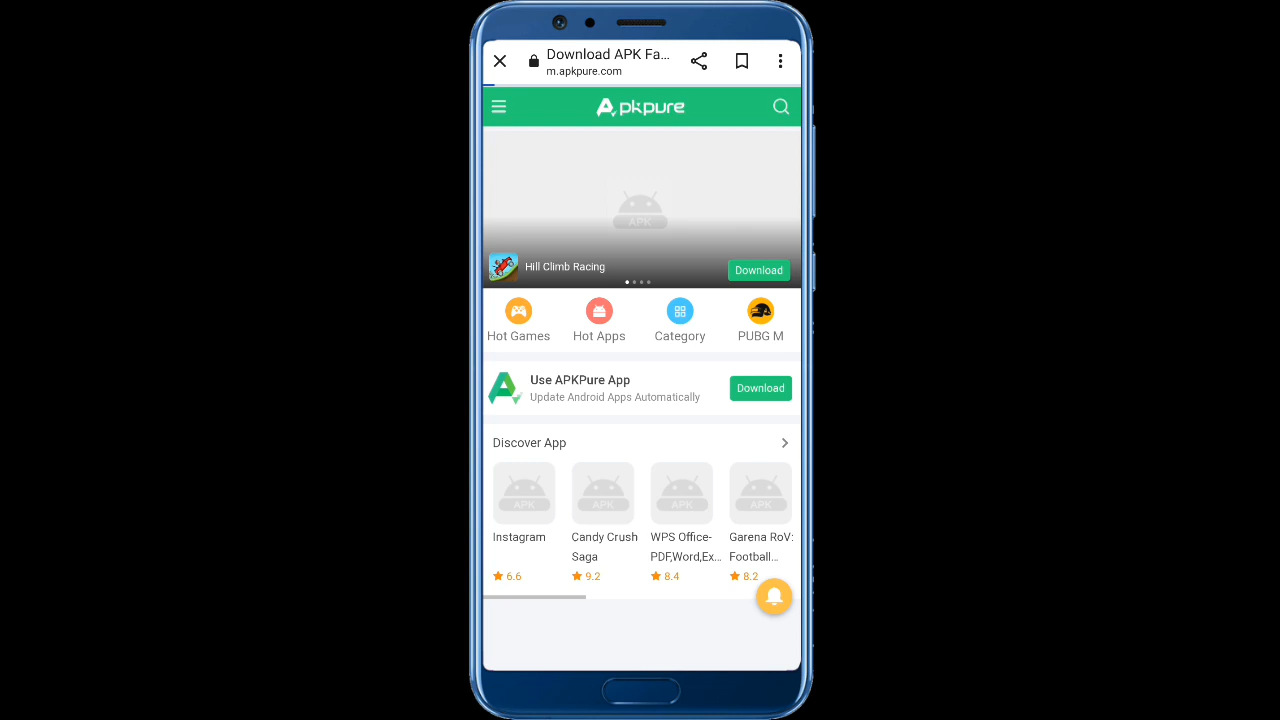 Download APK Fa...
m.apkpure.com
Apkpure
APK
Hill Climb Racing
Download
Hot Games
Hot Apps
Category
PUBG M
Use APKPure App
Update Android Apps Automatically
Download
Discover App
APK
APK
APK
APK
Instagram
Candy Crush
Saga
WPS Office-
PDF,Word,Ex...
Garena RoV:
Football...
6.6
9.2
8.4
8.2